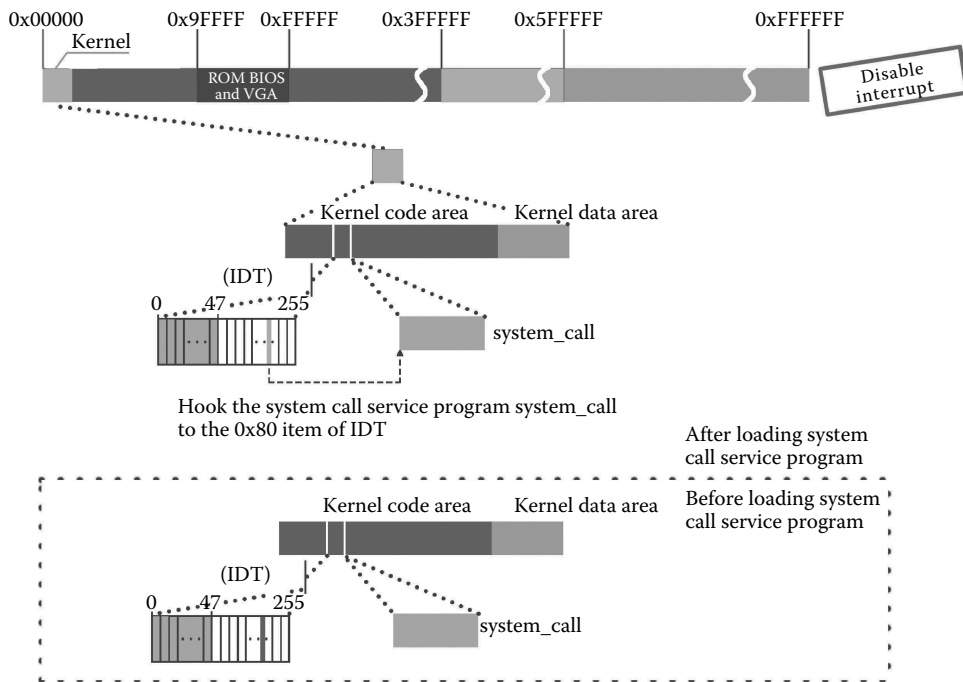 0x00000 0x9FFFF 0xFFFFF 0x3FFFFF 0x5FFFFF 0xFFFFFF
Kernel
ROM BIOS
and VGA
Disable
interrupt
Kernel code area Kernel data area
(IDT)
0 47 255
...
...
system_call
Hook the system call service program system_call
to the 0x80 item of IDT
After loading system
call service program
Before loading system
call service program
Kernel code area Kernel data area
(IDT)
0 47 255
...
...
system_call